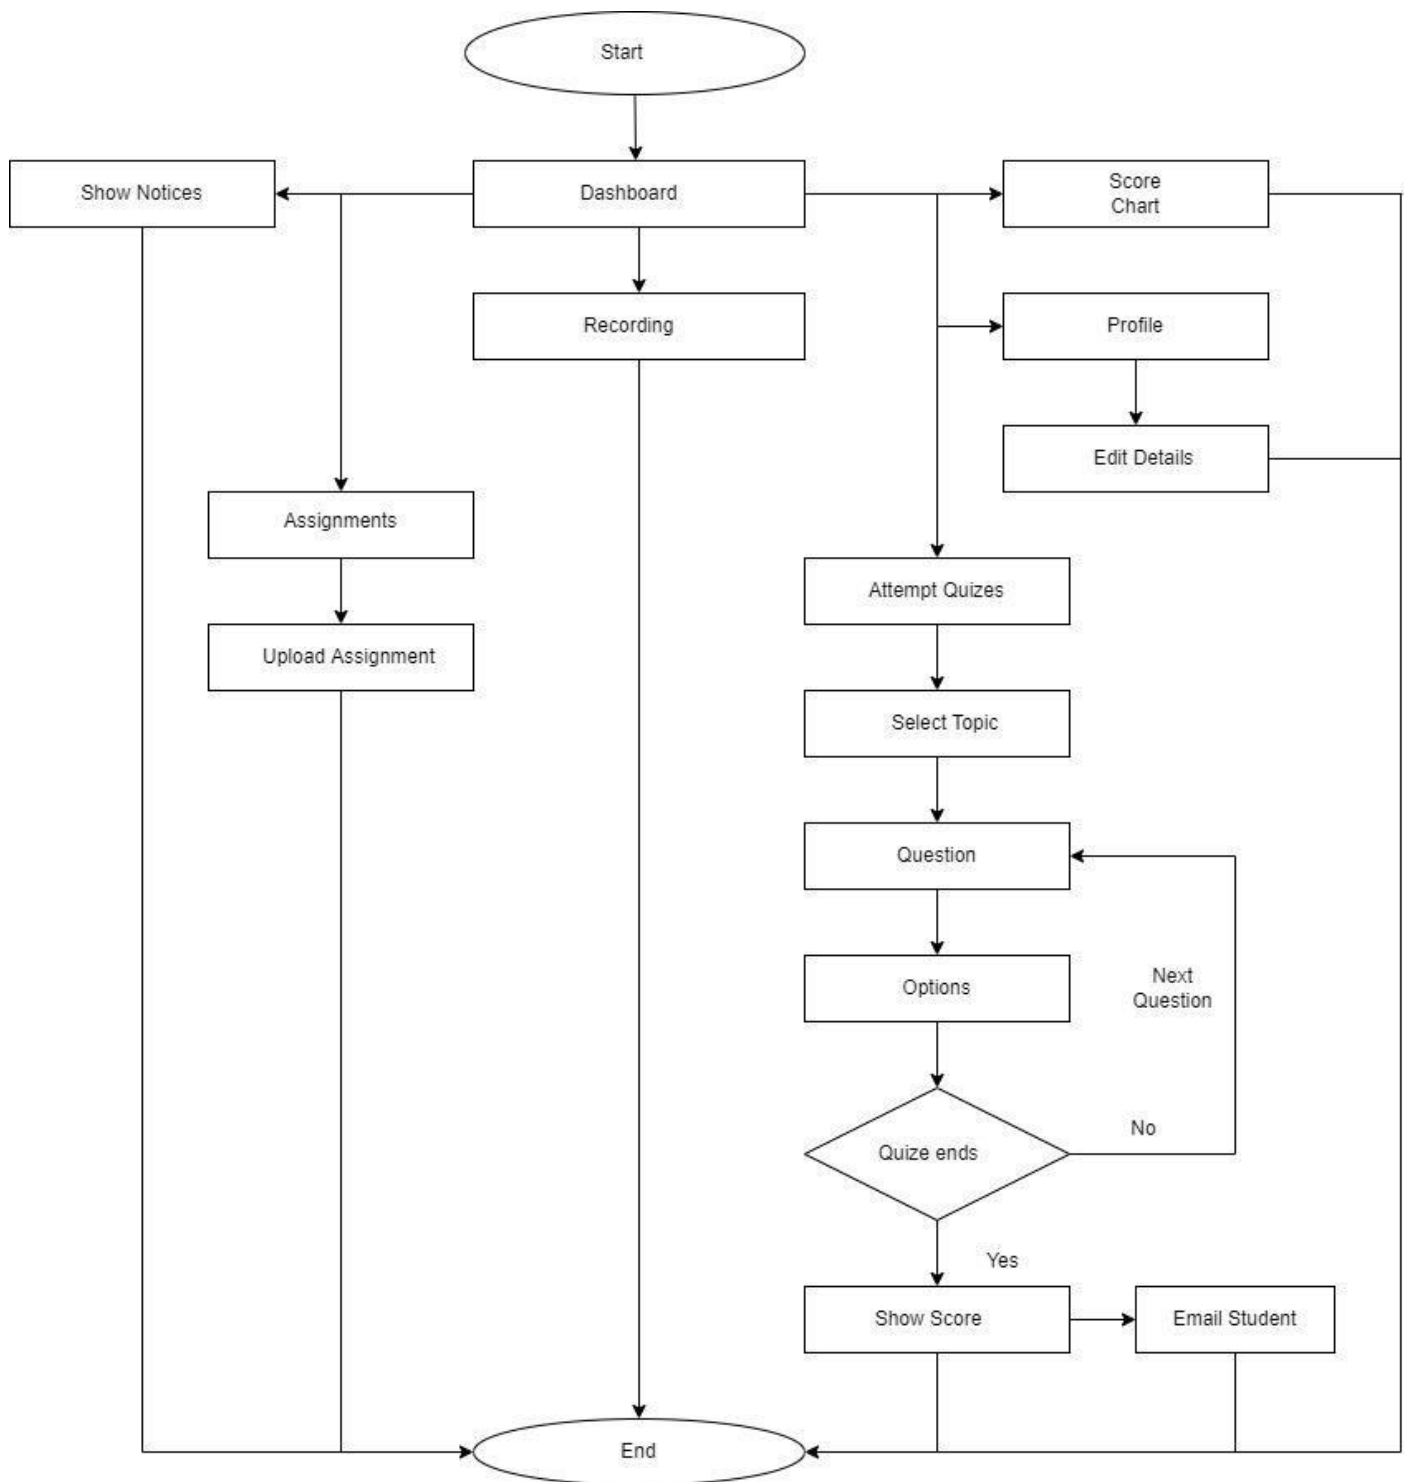 Start
Show Notices
Dashboard
Score
Chart
Recording
Profile
Edit Details
Assignments
Attempt Quizes
Upload Assignment
Select Topic
Question
Options
Next
Question
Quize ends
No
Yes
Show Score
Email Student
End